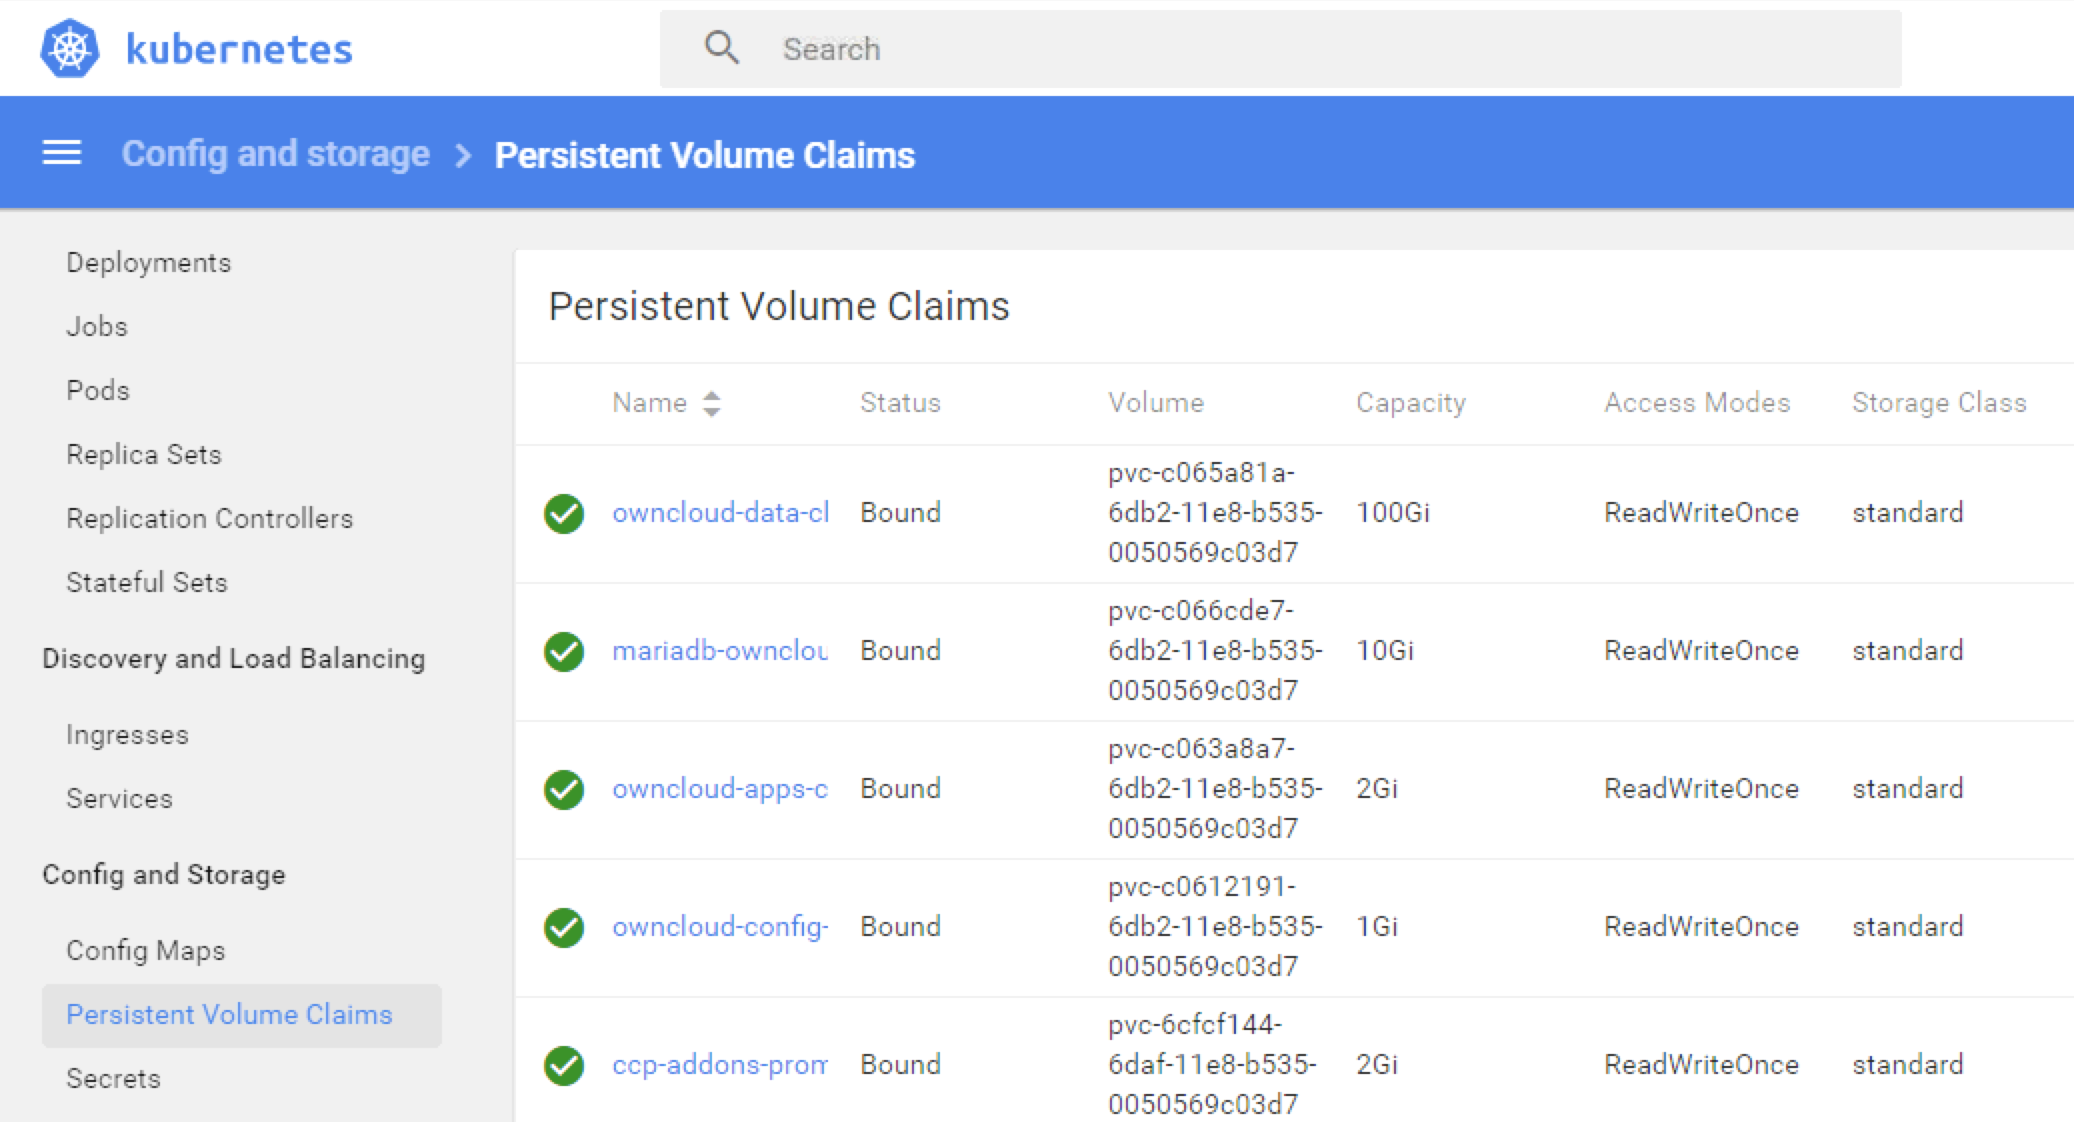 kubernetes
Search
Config and storage > Persistent Volume Claims
Deployments
Jobs
Pods
Replica Sets
Replication Controllers
Stateful Sets
Discovery and Load Balancing
Ingresses
Services
Config and Storage
Config Maps
Persistent Volume Claims
Secrets
Persistent Volume Claims
Name Status Volume Capacity Access Modes Storage Class
pvc-c065a81a-
owncloud-data-cl Bound 6db2-11e8-b535- 100Gi ReadWriteOnce standard
0050569c03d7
pvc-c066cde7-
mariadb-ownclou Bound 6db2-11e8-b535- 10Gi ReadWriteOnce standard
0050569c03d7
pvc-c063a8a7-
owncloud-apps-c Bound 6db2-11e8-b535- 2Gi ReadWriteOnce standard
0050569c03d7
pvc-c0612191-
owncloud-config- Bound 6db2-11e8-b535- 1Gi ReadWriteOnce standard
0050569c03d7
pvc-6cfcf144-
ccp-addons-prom Bound 6daf-11e8-b535- 2Gi ReadWriteOnce standard
0050569c03d7